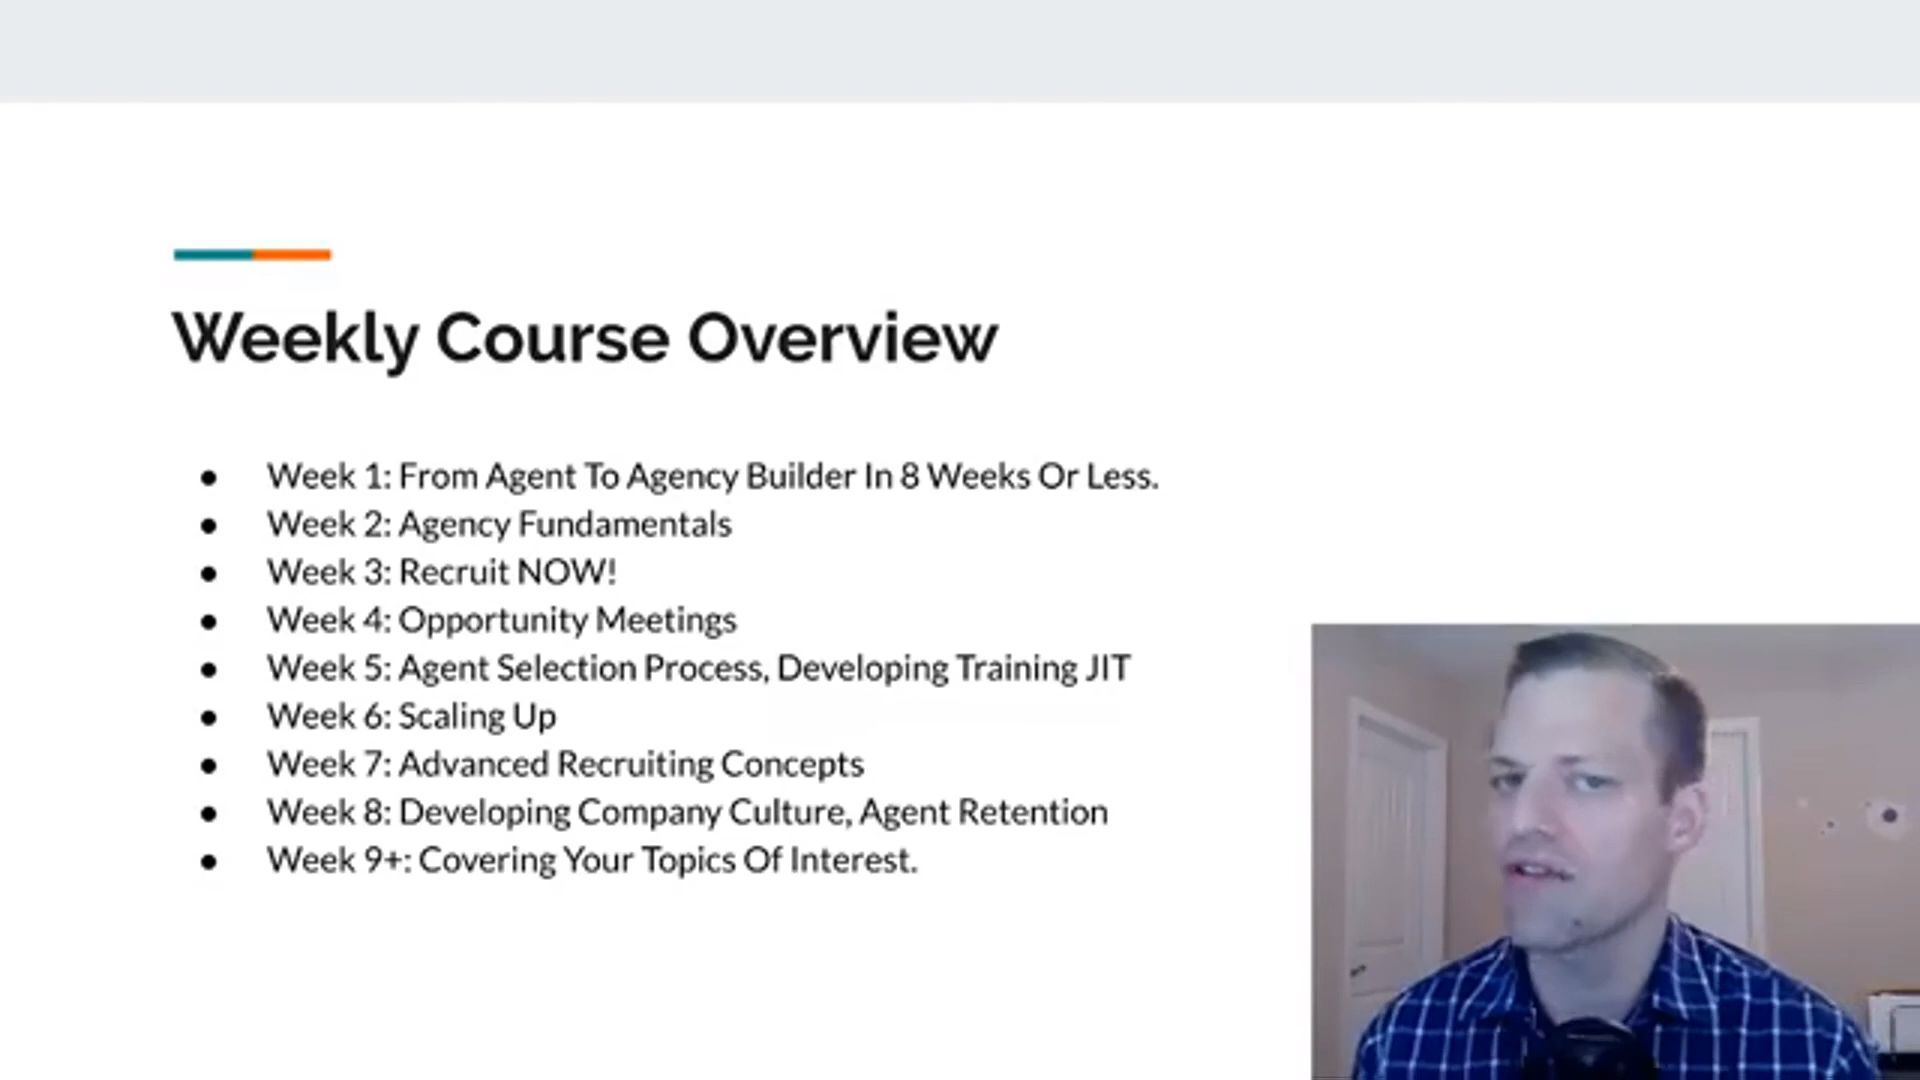 Weekly Course Overview
● Week 1: From Agent To Agency Builder In 8 Weeks Or Less.
● Week 2: Agency Fundamentals
● Week 3: Recruit NOW!
● Week 4: Opportunity Meetings
● Week 5: Agent Selection Process, Developing Training JIT
● Week 6: Scaling Up
● Week 7: Advanced Recruiting Concepts
● Week 8: Developing Company Culture, Agent Retention
● Week 9+: Covering Your Topics Of Interest.